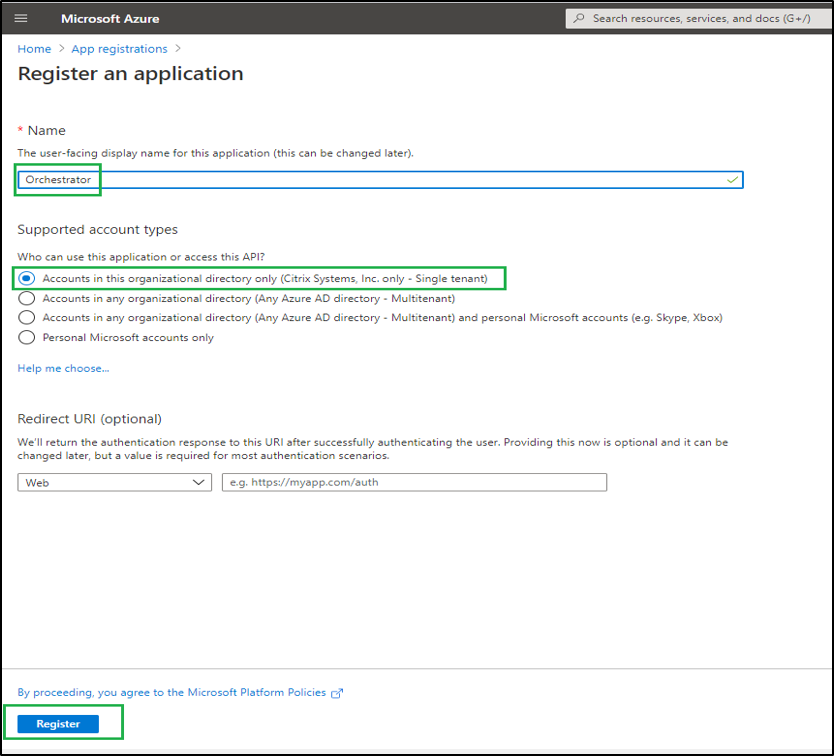 Microsoft Azure
Search resources, services, and docs (G+/)
Home > App registrations >
Register an application
* Name
The user-facing display name for this application (this can be changed later).
Orchestrator
Supported account types
Who can use this application or access this API?
Accounts in this organizational directory only (Citrix Systems, Inc. only - Single tenant)
Accounts in any organizational directory (Any Azure AD directory - Multitenant)
Accounts in any organizational directory (Any Azure AD directory - Multitenant) and personal Microsoft accounts (e.g. Skype, Xbox)
Personal Microsoft accounts only
Help me choose...
Redirect URI (optional)
We'll return the authentication response to this URI after successfully authenticating the user. Providing this now is optional and it can be
changed later, but a value is required for most authentication scenarios.
Web
e.g. https://myapp.com/auth
By proceeding, you agree to the Microsoft Platform Policies
Register